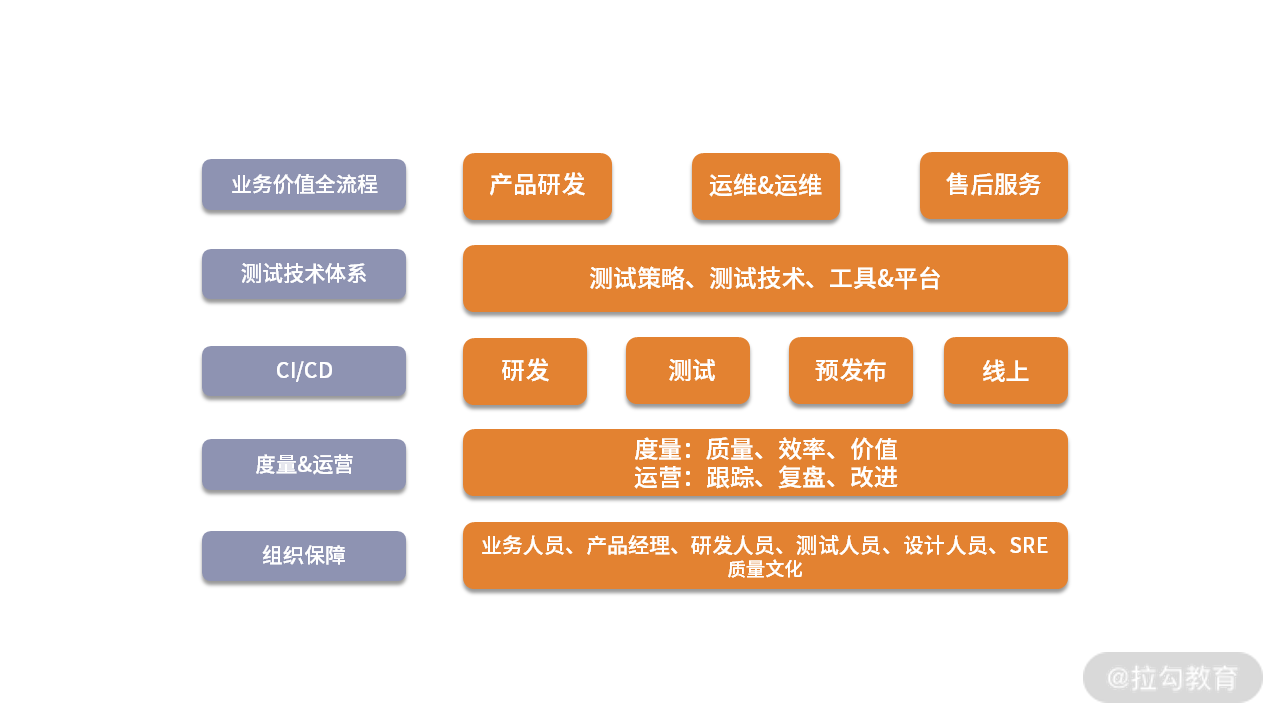 业务价值全流程
产品研发
运维&运维
售后服务
测试技术体系
测试策略、测试技术、工具&平台
CI/CD
研发
测试
预发布
线上
度量&运营
度量：质量、效率、价值
运营：跟踪、复盘、改进
组织保障
业务人员、产品经理、研发人员、测试人员、设计人员、SRE
质量文化
@拉勾教育